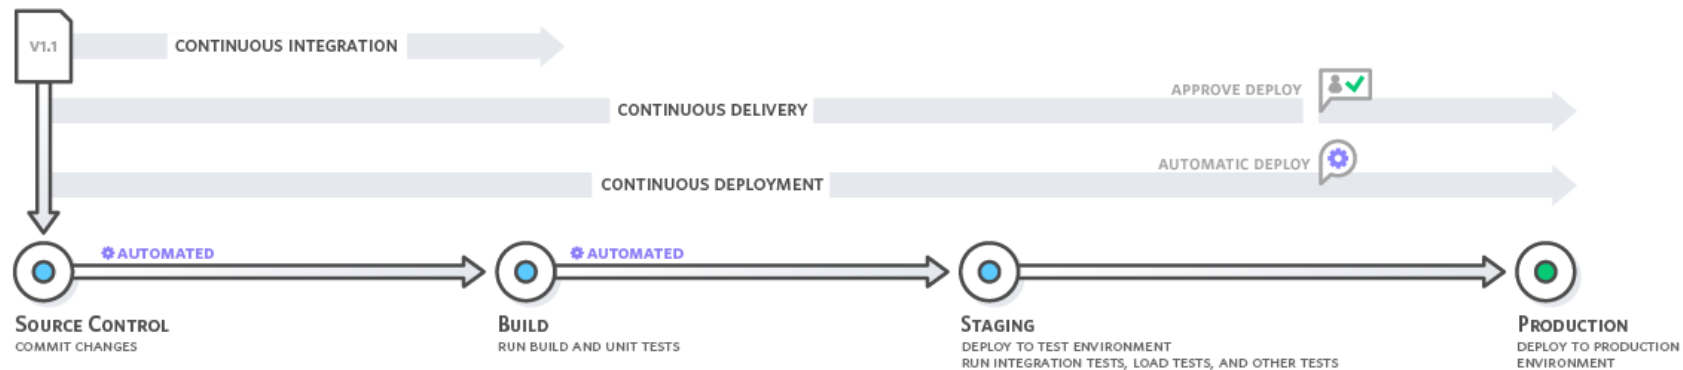 V1.1
CONTINUOUS INTEGRATION
APPROVE DEPLOY
CONTINUOUS DELIVERY
AUTOMATIC DEPLOY
CONTINUOUS DEPLOYMENT
AUTOMATED
AUTOMATED
SOURCE CONTROL
COMMIT CHANGES
BUILD
RUN BUILD AND UNIT TESTS
STAGING
DEPLOY TO TEST ENVIRONMENT
RUN INTEGRATION TESTS, LOAD TESTS, AND OTHER TESTS
PRODUCTION
DEPLOY TO PRODUCTION
ENVIRONMENT